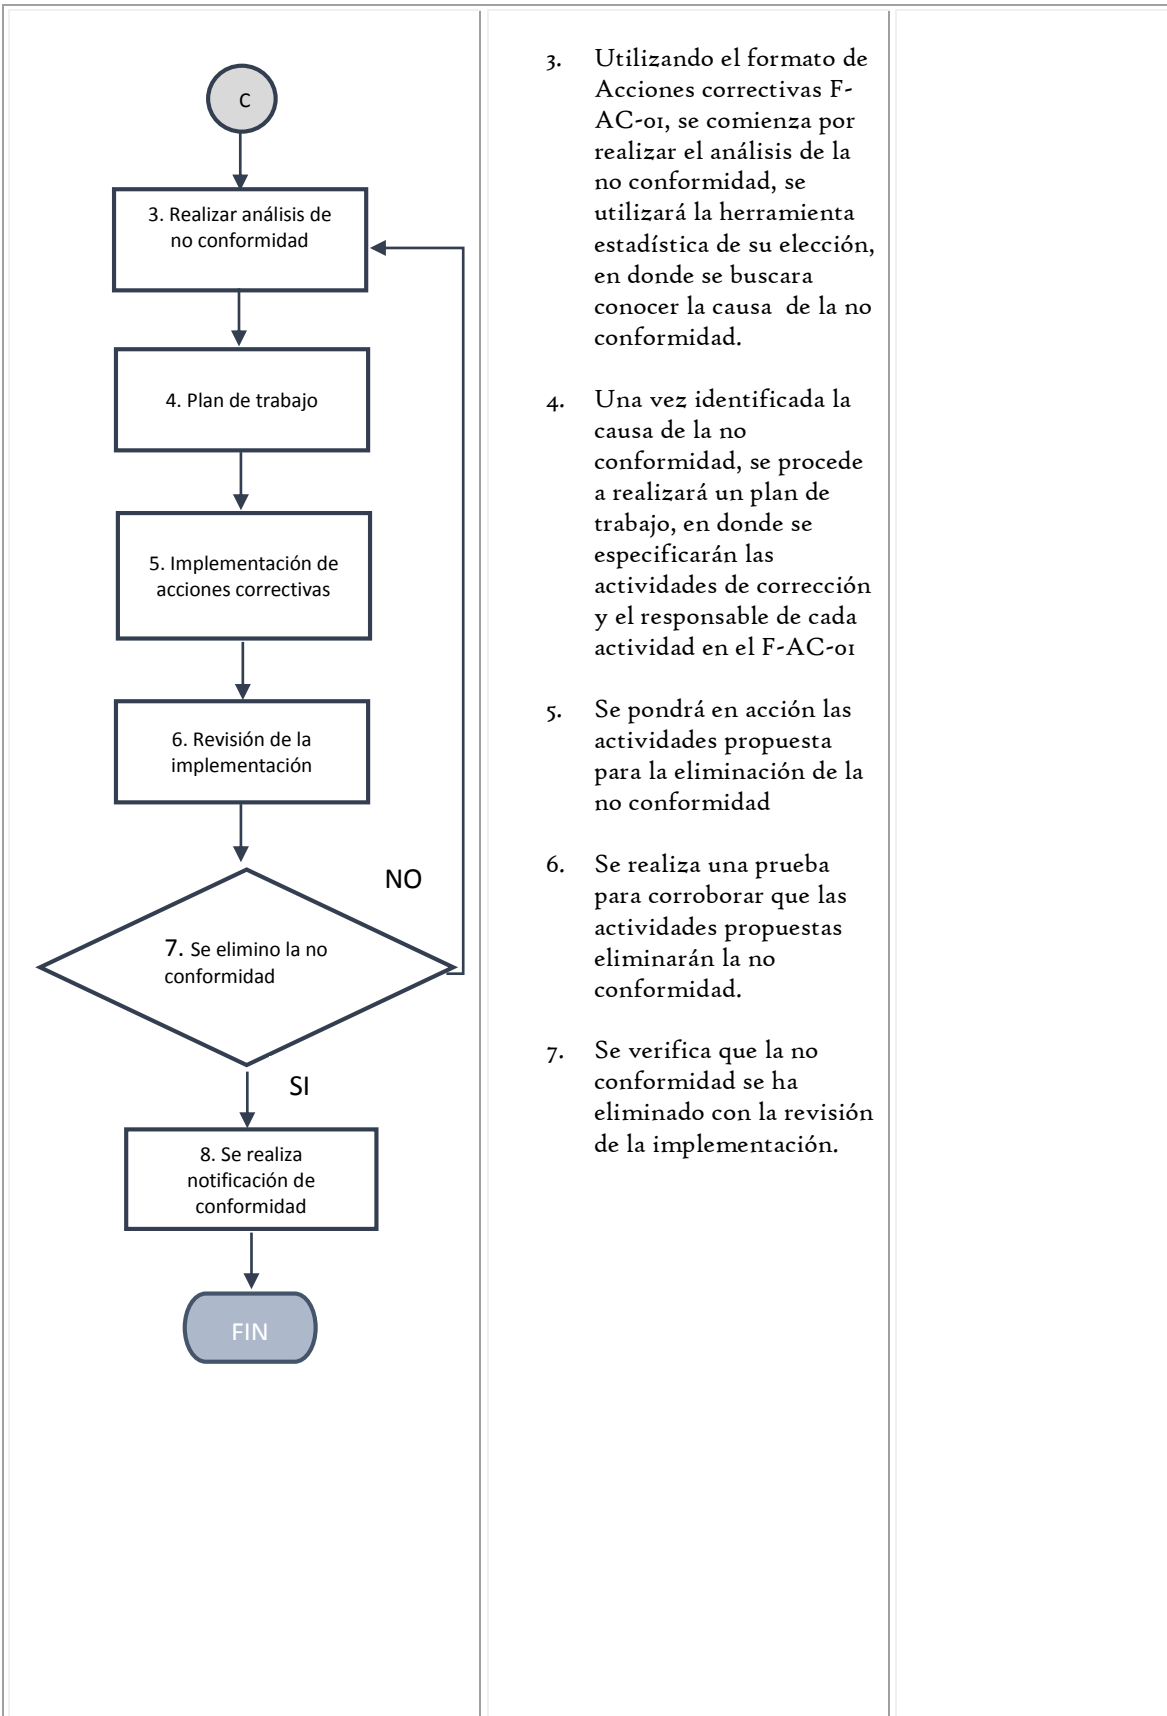 C
3. Realizar análisis de
no conformidad
4. Plan de trabajo
5. Implementación de
acciones correctivas
6. Revisión de la
implementación
NO
7. Se elimino la no
conformidad
SI
8. Se realiza
notificación de
conformidad
FIN
3. Utilizando el formato de
Acciones correctivas F-
AC-01, se comienza por
realizar el análisis de la
no conformidad, se
utilizará la herramienta
estadística de su elección,
en donde se buscara
conocer la causa de la no
conformidad.
4. Una vez identificada la
causa de la no
conformidad, se procede
a realizará un plan de
trabajo, en donde se
especificarán las
actividades de corrección
y el responsable de cada
actividad en el F-AC-01
5. Se pondrá en acción las
actividades propuesta
para la eliminación de la
no conformidad
6. Se realiza una prueba
para corroborar que las
actividades propuestas
eliminarán la no
conformidad.
7. Se verifica que la no
conformidad se ha
eliminado con la revisión
de la implementación.